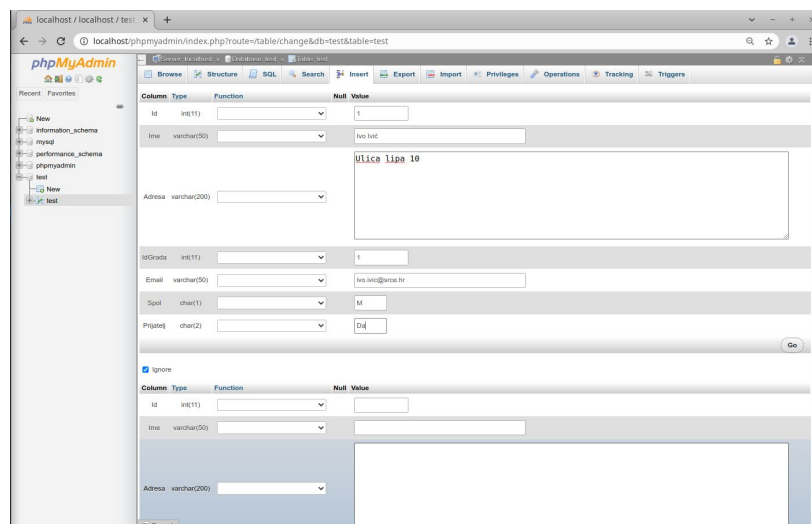 localhost / localhost / test
localhost/phpmyadmin/index.php?route=/table/change&db=test&table=test
phpMyAdmin
Server: localhost » Database: test » Table: test
Browse Structure SQL Search Insert Export Import Privileges Operations Tracking Triggers
Recent Favorites
New
information_schema
mysql
performance_schema
phpmyadmin
test
New
test
Column Type Function Null Value
Id int(11) 1
Ime varchar(50) Ivo Ivić
Adresa varchar(200) Ulica lipa 10
IdGrada int(11) 1
Email varchar(50) ivo.ivic@srce.hr
Spol char(1) M
Prijatelj char(2) Da
Go
Ignore
Column Type Function Null Value
Id int(11)
Ime varchar(50)
Adresa varchar(200)